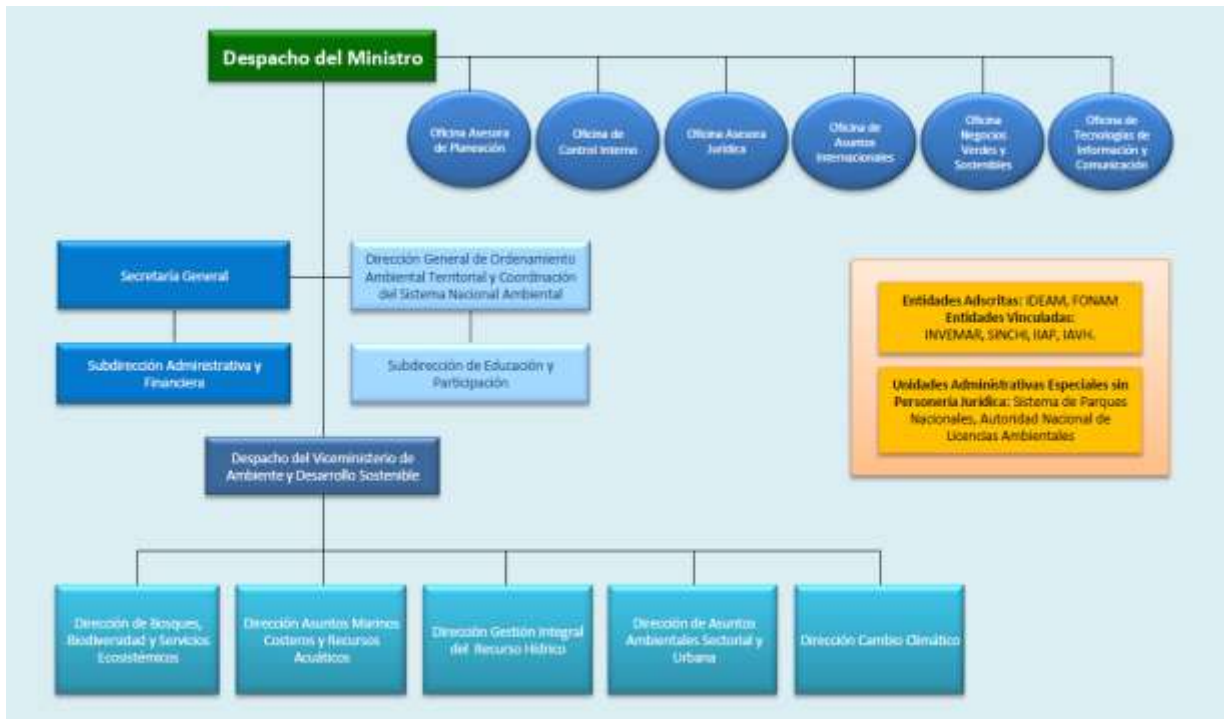 Despacho del Ministro
Oficina Asesora
de Planeación
Oficina de
Control Interno
Oficina Asesora
Jurídica
Oficina de
Asuntos
Internacionales
Oficina
Negocios
Verdes y
Sostenibles
Oficina de
Tecnologías de
Información y
Comunicación
Secretaría General
Dirección General de Ordenamiento
Ambiental Territorial y Coordinación
del Sistema Nacional Ambiental
Subdirección Administrativa y
Financiera
Subdirección de Educación y
Participación
Entidades Adscritas: IDEAM, FONAM
Entidades Vinculadas:
INVEMAR, SINCHI, IIAP, IAVH.
Unidades Administrativas Especiales sin
Personería Jurídica: Sistema de Parques
Nacionales, Autoridad Nacional de
Licencias Ambientales
Despacho del Viceministerio de
Ambiente y Desarrollo Sostenible
Dirección de Bosques,
Biodiversidad y Servicios
Ecosistémicos
Dirección Asuntos Marinos
Costeros y Recursos
Acuáticos
Dirección Gestión Integral
del Recurso Hídrico
Dirección de Asuntos
Ambientales Sectorial y
Urbana
Dirección Cambio Climático